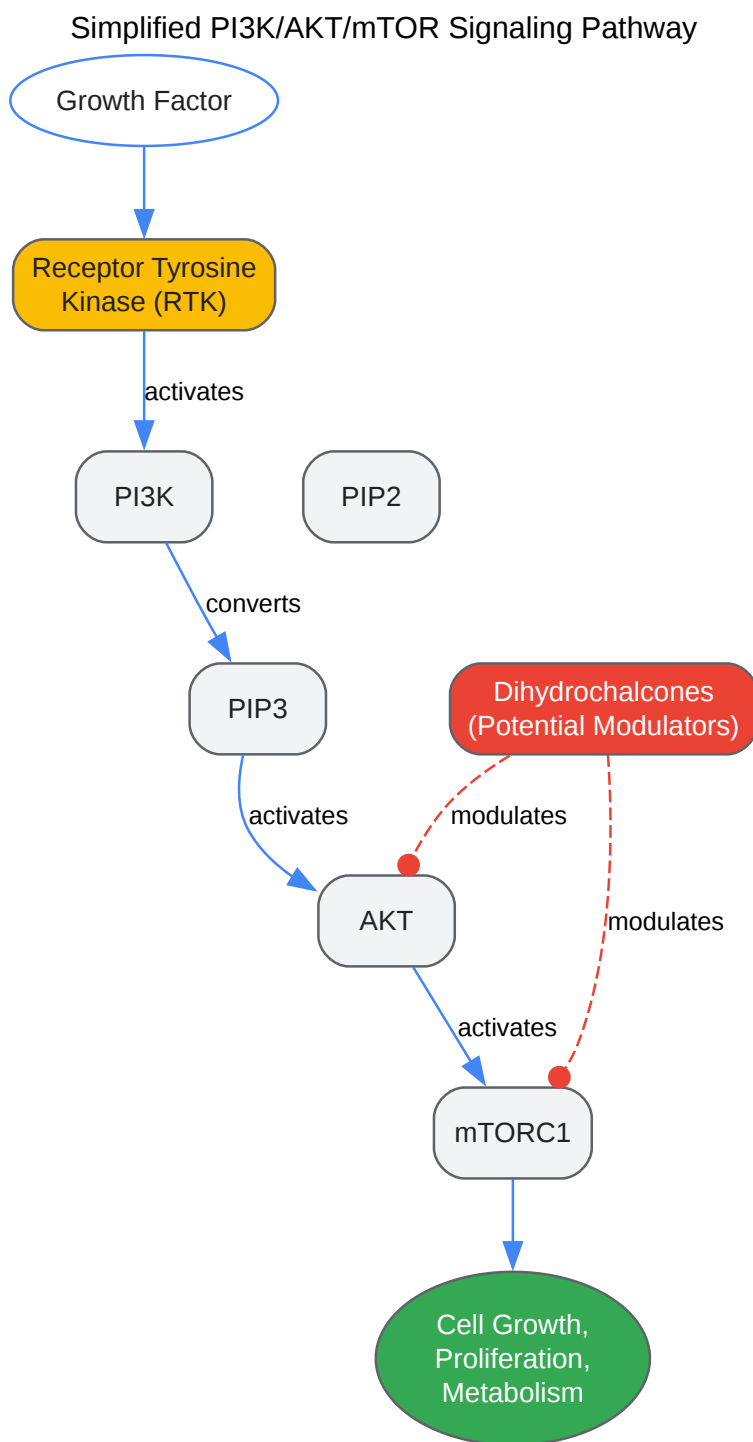 Simplified PI3K/AKT/mTOR Signaling Pathway
Growth Factor
Receptor Tyrosine
Kinase (RTK)
activates
PI3K
PIP2
converts
PIP3
Dihydrochalcones
(Potential Modulators)
activates
modulates
AKT
modulates
activates
mTORC1
Cell Growth,
Proliferation,
Metabolism